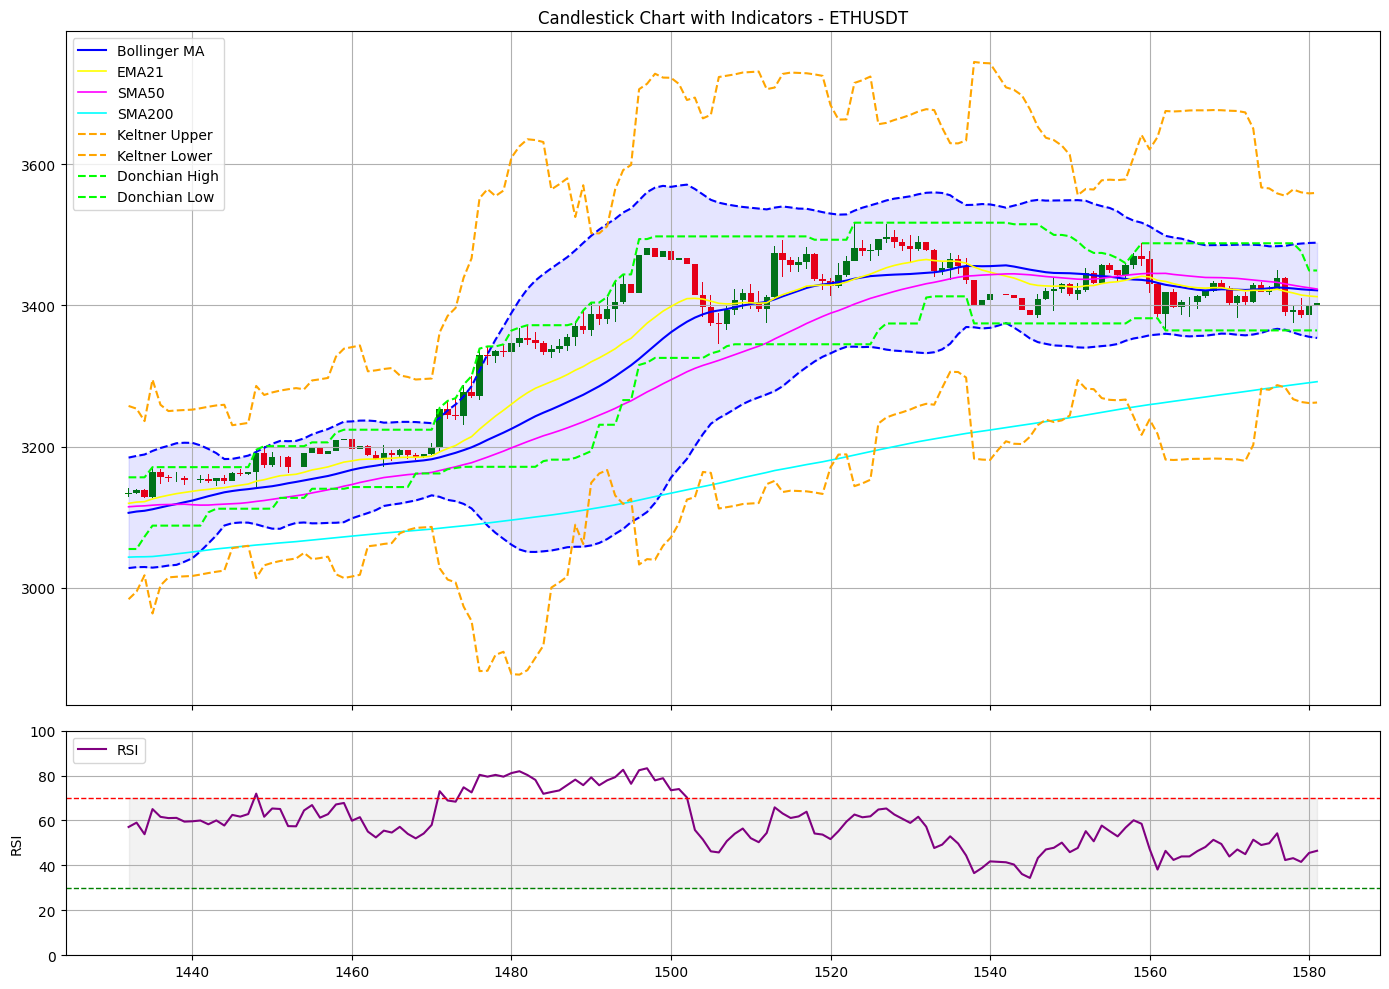 Candlestick Chart with Indicators - ETHUSDT
Bollinger MA
EMA21
SMA50
SMA200
Keltner Upper
Keltner Lower
Donchian High
Donchian Low
3600
3400
3200
3000
RSI
100
80
60
40
20
0
RSI
1440
1460
1480
1500
1520
1540
1560
1580